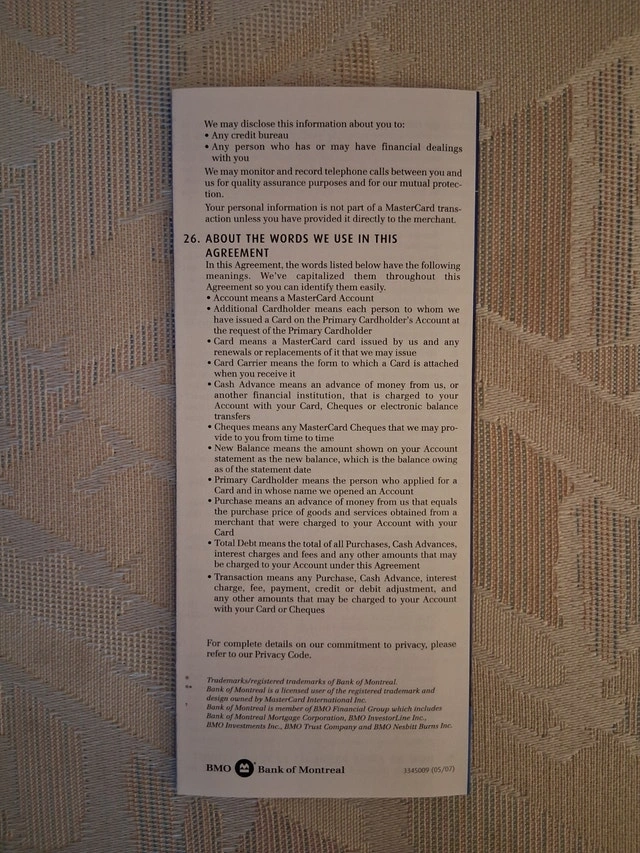 We may disclose this information about you to:
• Any credit bureau
• Any person who has or may have financial dealings
with you
We may monitor and record telephone calls between you and
us for quality assurance purposes and for our mutual protec-
tion.
Your personal information is not part of a MasterCard trans-
action unless you have provided it directly to the merchant.
26. ABOUT THE WORDS WE USE IN THIS
AGREEMENT
In this Agreement, the words listed below have the following
meanings. We've capitalized them throughout this
Agreement so you can identify them easily.
• Account means a MasterCard Account
• Additional Cardholder means each person to whom we
have issued a Card on the Primary Cardholder's Account at
the request of the Primary Cardholder
• Card means a MasterCard card issued by us and any
renewals or replacements of it that we may issue
• Card Carrier means the form to which a Card is attached
when you receive it
• Cash Advance means an advance of money from us, or
another financial institution, that is charged to your
Account with your Card, Cheques or electronic balance
transfers
• Cheques means any MasterCard Cheques that we may pro-
vide to you from time to time
• New Balance means the amount shown on your Account
statement as the new balance, which is the balance owing
as of the statement date
• Primary Cardholder means the person who applied for a
Card and in whose name we opened an Account
• Purchase means an advance of money from us that equals
the purchase price of goods and services obtained from a
merchant that were charged to your Account with your
Card
• Total Debt means the total of all Purchases, Cash Advances,
interest charges and fees and any other amounts that may
be charged to your Account under this Agreement
• Transaction means any Purchase, Cash Advance, interest
charge, fee, payment, credit or debit adjustment, and
any other amounts that may be charged to your Account
with your Card or Cheques
For complete details on our commitment to privacy, please
refer to our Privacy Code.
* Trademarks/registered trademarks of Bank of Montreal.
** Bank of Montreal is a licensed user of the registered trademark and
design owned by MasterCard International Inc.
Bank of Montreal is member of BMO Financial Group which includes
Bank of Montreal Mortgage Corporation, BMO InvestorLine Inc.,
BMO Investments Inc., BMO Trust Company and BMO Nesbitt Burns Inc.
BMO Bank of Montreal 3345009 (05/07)